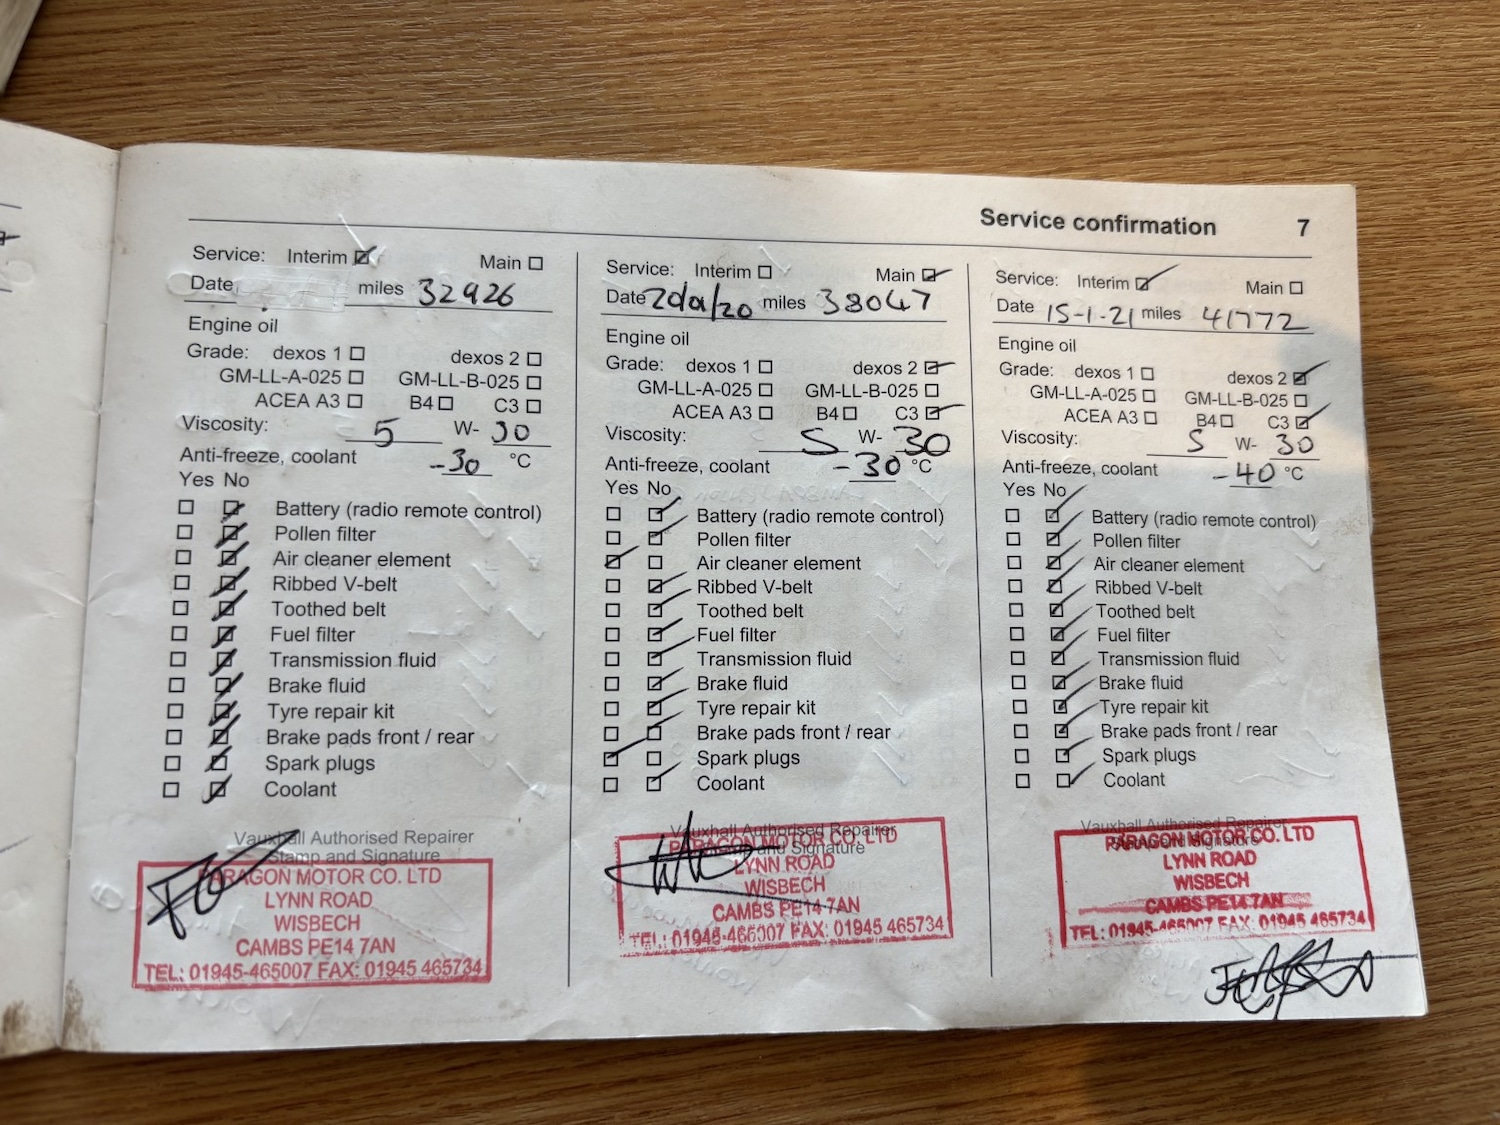 Service confirmation 7
Service: Interim Main
Date miles 32926
Engine oil
Grade: dexos 1 dexos 2
GM-LL-A-025 GM-LL-B-025
ACEA A3 B4 C3
Viscosity: 5 W- 30
Anti-freeze, coolant -30 °C
Yes No
Battery (radio remote control)
Pollen filter
Air cleaner element
Ribbed V-belt
Toothed belt
Fuel filter
Transmission fluid
Brake fluid
Tyre repair kit
Brake pads front / rear
Spark plugs
Coolant
Vauxhall Authorised Repairer
Stamp and Signature
PARAGON MOTOR CO. LTD
LYNN ROAD
WISBECH
CAMBS PE14 7AN
TEL: 01945-465007 FAX: 01945 465734
Service: Interim Main
Date miles 38047
Engine oil
Grade: dexos 1 dexos 2
GM-LL-A-025 GM-LL-B-025
ACEA A3 B4 C3
Viscosity: 5 W- 30
Anti-freeze, coolant -30 °C
Yes No
Battery (radio remote control)
Pollen filter
Air cleaner element
Ribbed V-belt
Toothed belt
Fuel filter
Transmission fluid
Brake fluid
Tyre repair kit
Brake pads front / rear
Spark plugs
Coolant
Vauxhall Authorised Repairer
Stamp and Signature
PARAGON MOTOR CO. LTD
LYNN ROAD
WISBECH
CAMBS PE14 7AN
TEL: 01945-465007 FAX: 01945 465734
Service: Interim Main
Date 15-1-21 miles 41772
Engine oil
Grade: dexos 1 dexos 2
GM-LL-A-025 GM-LL-B-025
ACEA A3 B4 C3
Viscosity: 5 W- 30
Anti-freeze, coolant -40 °C
Yes No
Battery (radio remote control)
Pollen filter
Air cleaner element
Ribbed V-belt
Toothed belt
Fuel filter
Transmission fluid
Brake fluid
Tyre repair kit
Brake pads front / rear
Spark plugs
Coolant
Vauxhall Authorised Repairer
Stamp and Signature
PARAGON MOTOR CO. LTD
LYNN ROAD
WISBECH
CAMBS PE14 7AN
TEL: 01945-465007 FAX: 01945 465734